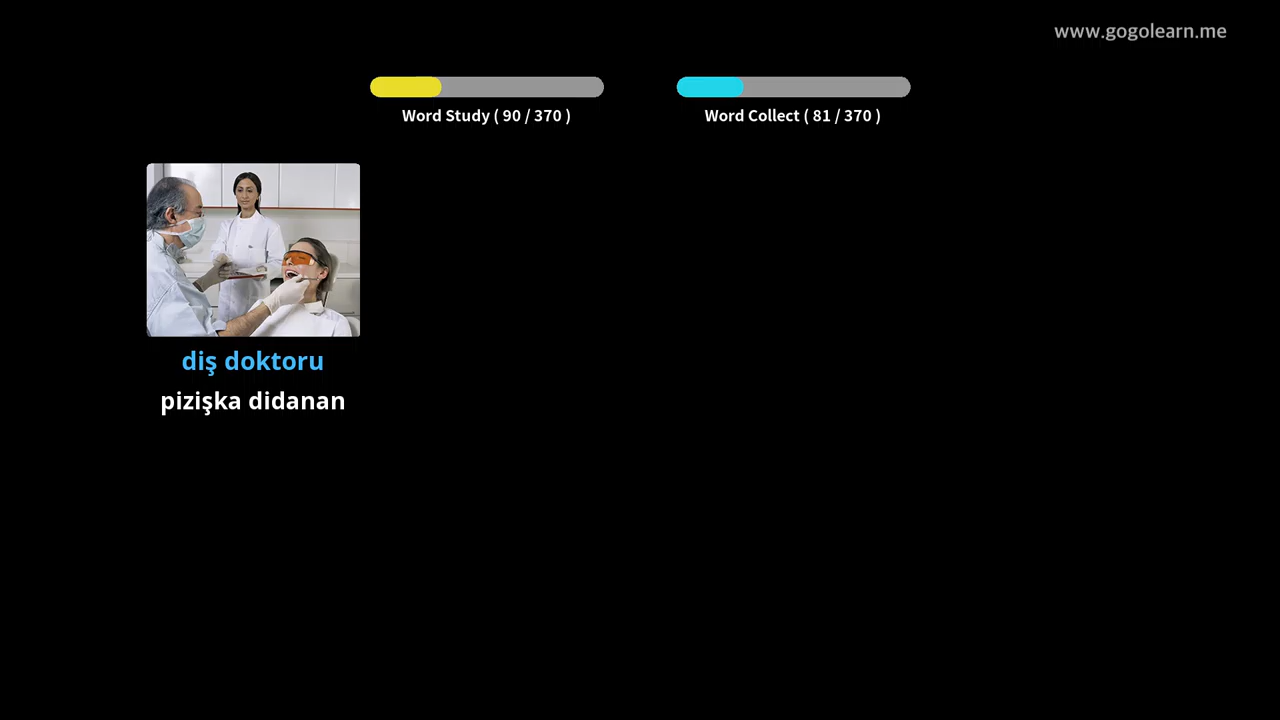 www.gogolearn.me
Word Study ( 90 / 370 )
Word Collect ( 81 / 370 )
diş doktoru
pizişka didanan